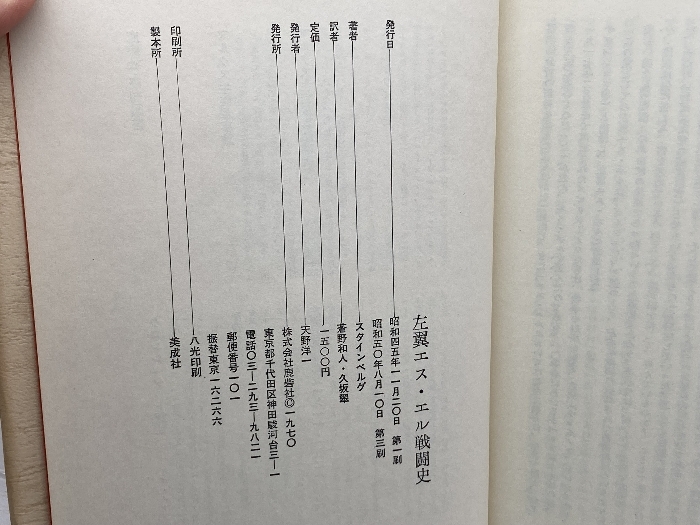 左翼エス・エル戦闘史
発行日 昭和四五年一一月二〇日 第一刷
昭和五〇年八月一〇日 第三刷
著者 スタインベルグ
訳者 蒼野和人・久坂翠
定価 一五〇〇円
発行者 天野洋一
発行所 株式会社鹿砦社©一九七〇
東京都千代田区神田駿河台三―一
電話〇三―二九三―九八二一
郵便番号一〇一
振替東京一六二六六
印刷所 八光印刷
製本所 美成社